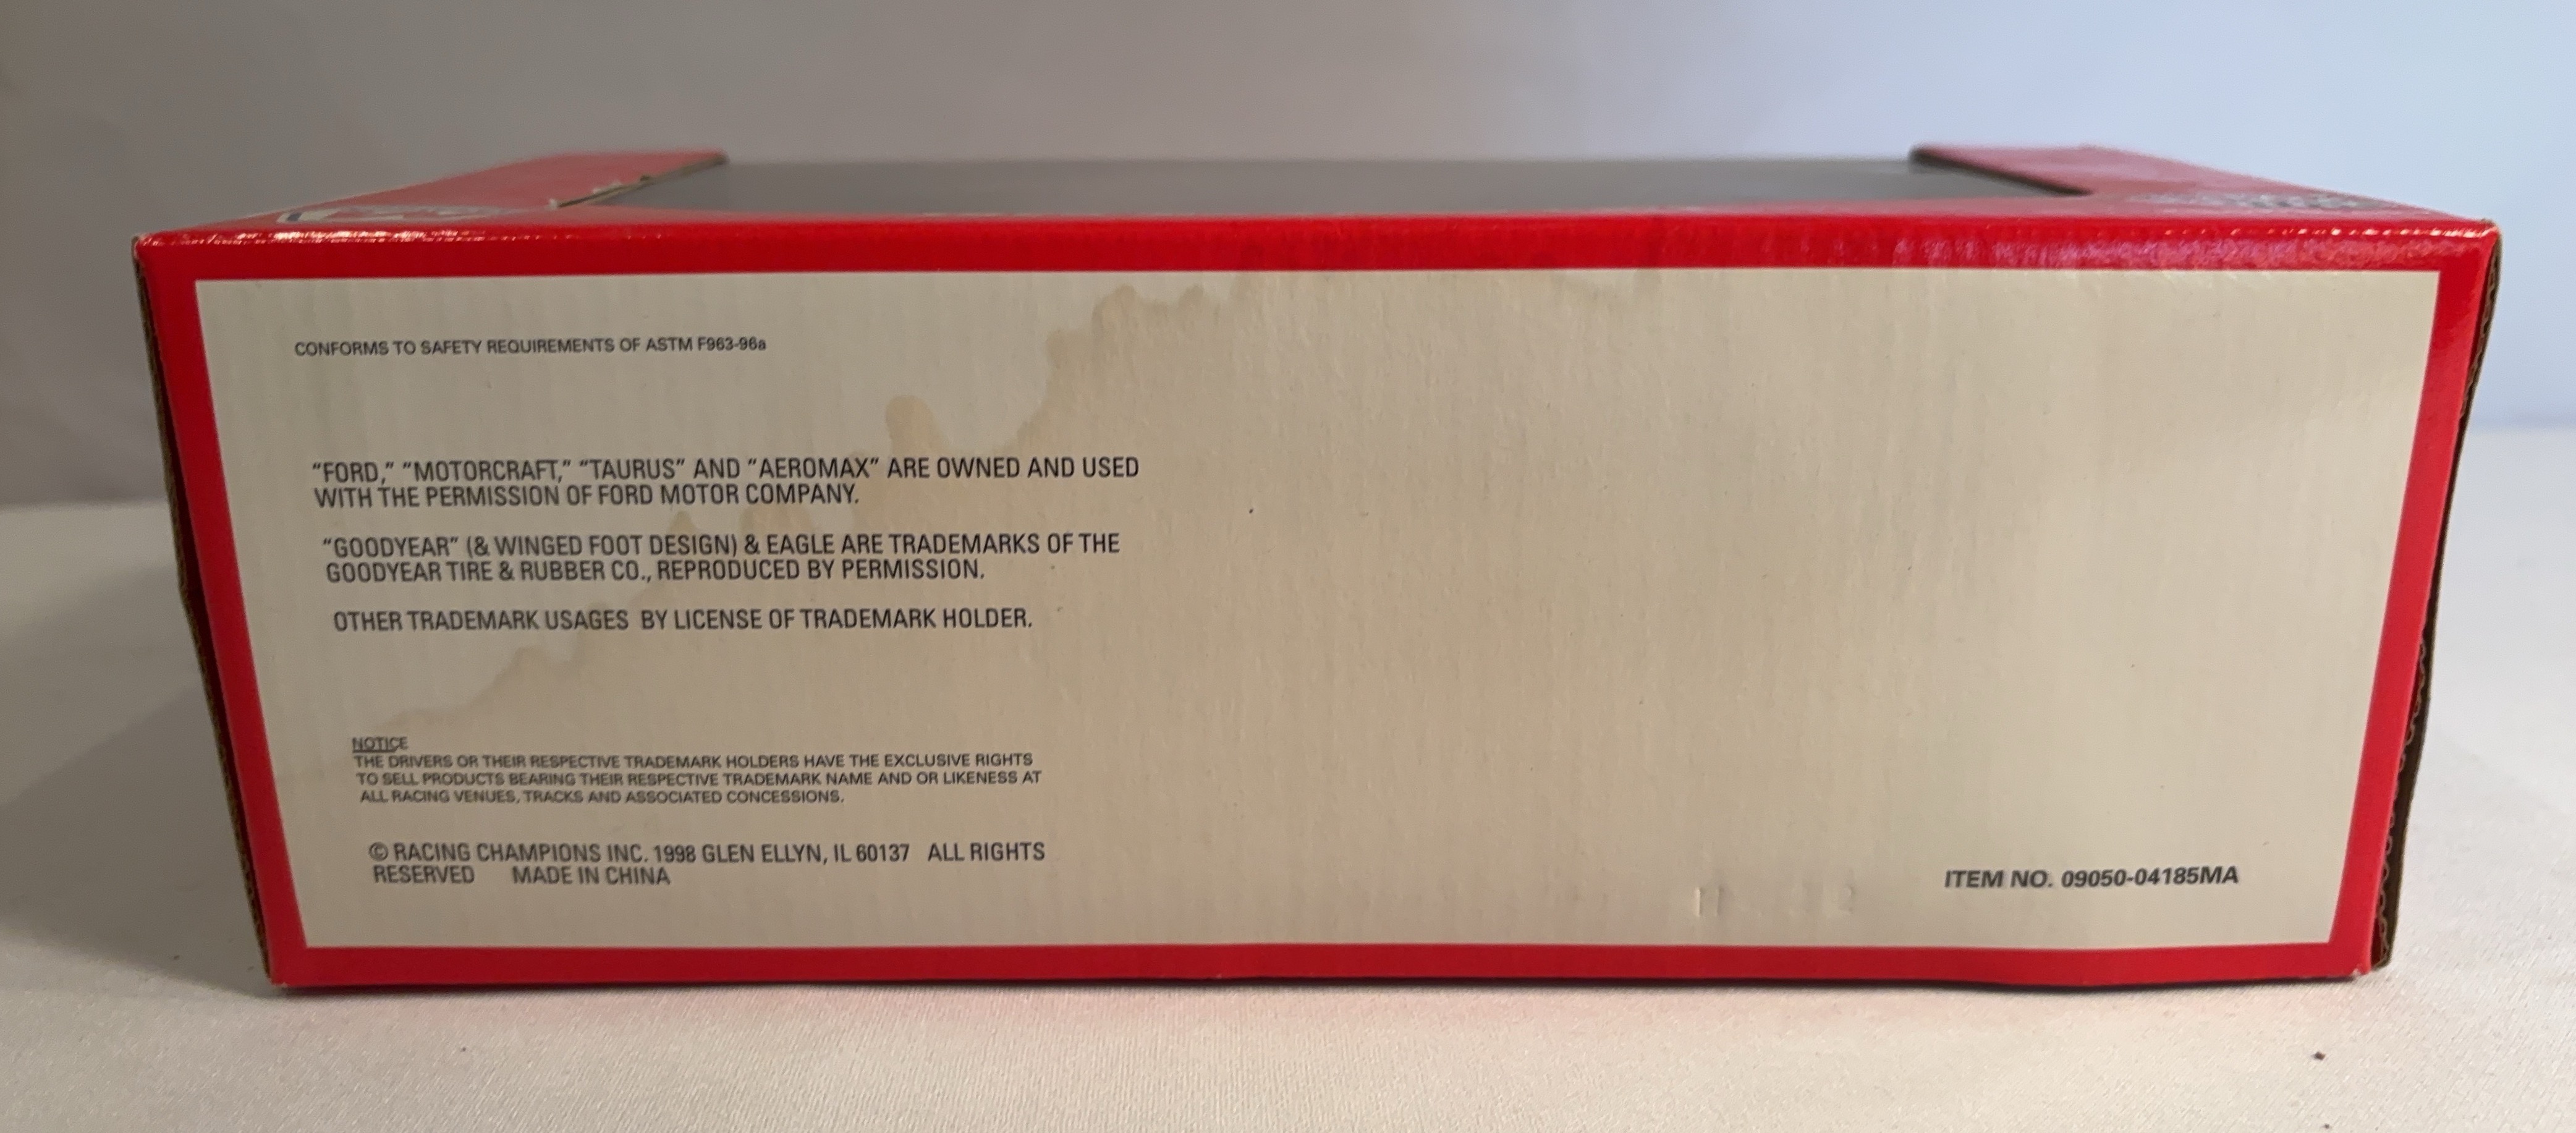 CONFORMS TO SAFETY REQUIREMENTS OF ASTM F963-96a
"FORD," "MOTORCRAFT," "TAURUS" AND "AEROMAX" ARE OWNED AND USED
WITH THE PERMISSION OF FORD MOTOR COMPANY.
"GOODYEAR" (& WINGED FOOT DESIGN) & EAGLE ARE TRADEMARKS OF THE
GOODYEAR TIRE & RUBBER CO., REPRODUCED BY PERMISSION.
OTHER TRADEMARK USAGES BY LICENSE OF TRADEMARK HOLDER.
NOTICE
THE DRIVERS OR THEIR RESPECTIVE TRADEMARK HOLDERS HAVE THE EXCLUSIVE RIGHTS
TO SELL PRODUCTS BEARING THEIR RESPECTIVE TRADEMARK NAME AND OR LIKENESS AT
ALL RACING VENUES, TRACKS AND ASSOCIATED CONCESSIONS.
© RACING CHAMPIONS INC. 1998 GLEN ELLYN, IL 60137 ALL RIGHTS
RESERVED MADE IN CHINA
ITEM NO. 09050-04185MA